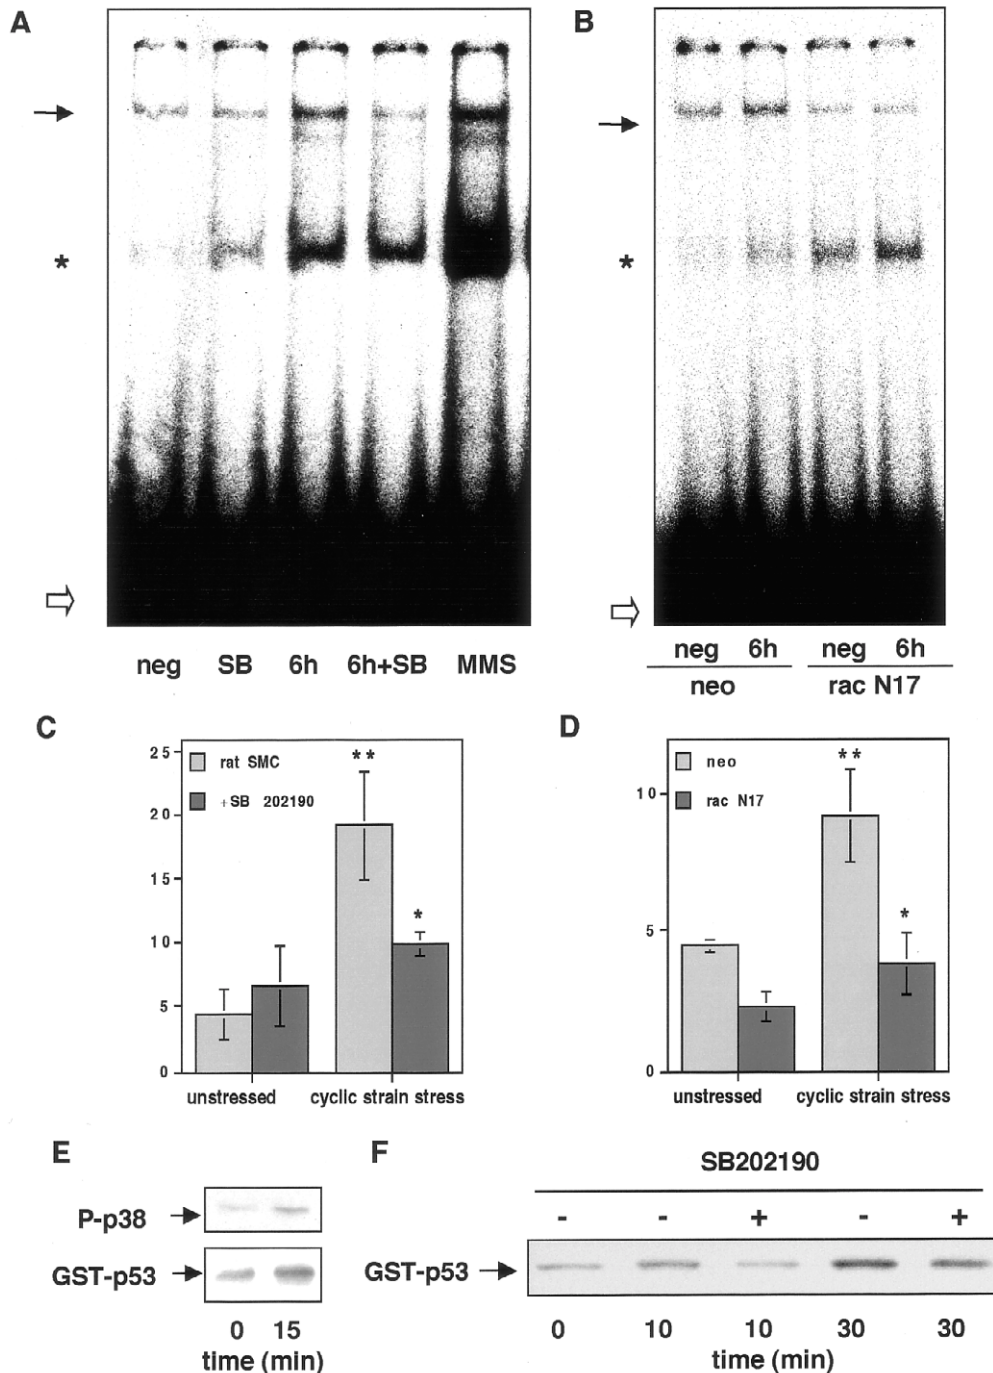 A
B
*
*
neg SB 6h 6h+SB MMS
neg 6h neg 6h
neo rac N17
C
25
20
15
10
5
0
rat SMC
+SB 202190
**
*
unstressed cyclic strain stress
D
10
5
0
neo
rac N17
**
*
unstressed cyclic strain stress
E
P-p38
GST-p53
0 15
time (min)
F
SB202190
- - + - +
GST-p53
0 10 10 30 30
time (min)